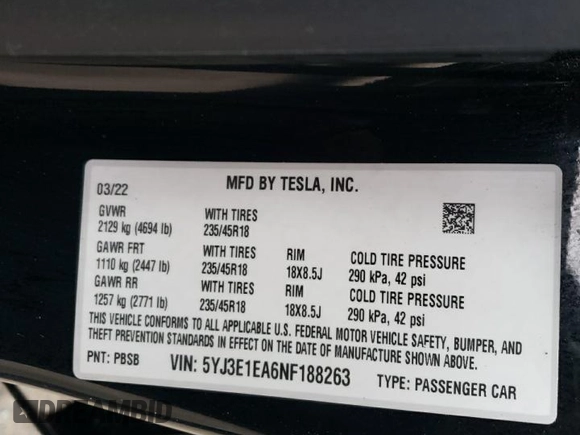 MFD BY TESLA, INC.
03/22
GVWR WITH TIRES
2129 kg (4694 lb) 235/45R18
GAWR FRT WITH TIRES RIM COLD TIRE PRESSURE
1110 kg (2447 lb) 235/45R18 18X8.5J 290 kPa, 42 psi
GAWR RR WITH TIRES RIM COLD TIRE PRESSURE
1257 kg (2771 lb) 235/45R18 18X8.5J 290 kPa, 42 psi
THIS VEHICLE CONFORMS TO ALL APPLICABLE U.S. FEDERAL MOTOR VEHICLE SAFETY, BUMPER, AND
THEFT PREVENTION STANDARDS IN EFFECT ON THE DATE OF MANUFACTURE SHOWN ABOVE.
PNT: PBSB VIN: 5YJ3E1EA6NF188263 TYPE: PASSENGER CAR
DREAMBID